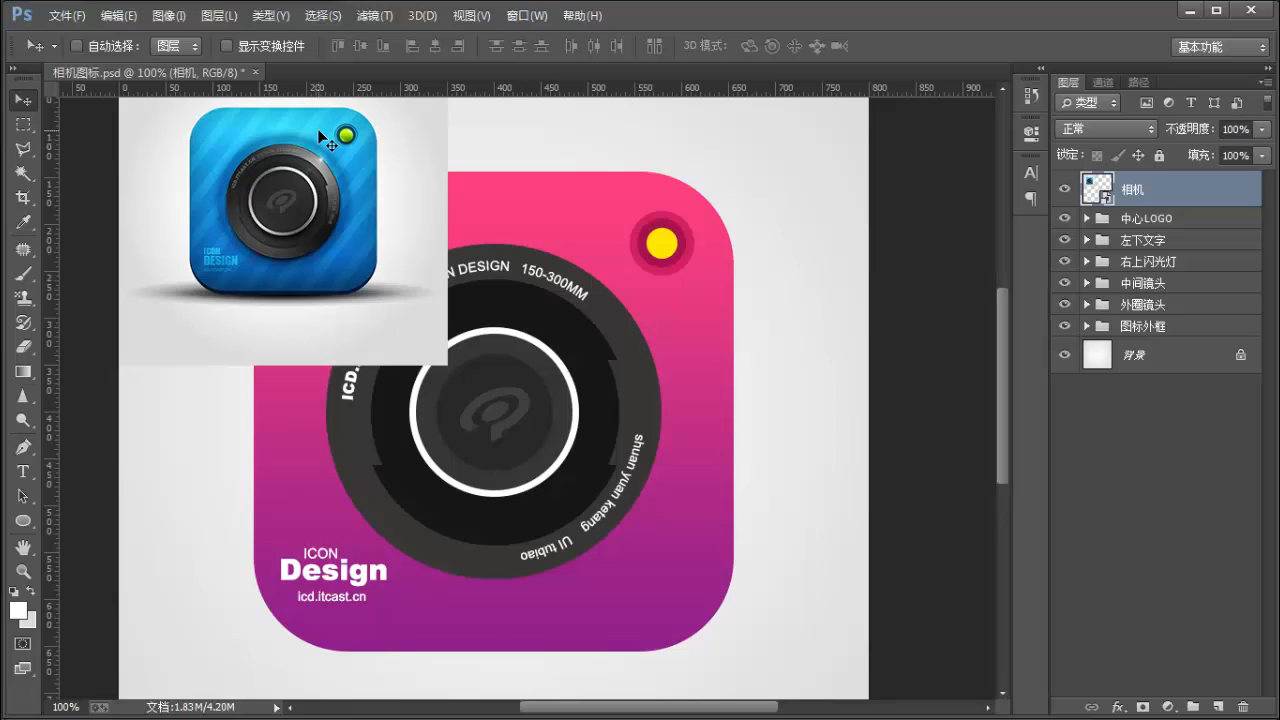 Ps 文件(F) 编辑(E) 图像(I) 图层(L) 类型(Y) 选择(S) 滤镜(T) 3D(D) 视图(V) 窗口(W) 帮助(H)
自动选择: 图层 显示变换控件 3D 模式: 基本功能
相机图标.psd @ 100% (相机, RGB/8) * ×
50 0 50 100 150 200 250 300 350 400 450 500 550 600 650 700 750 800 850 900
图层 通道 路径
类型
正常 不透明度: 100%
锁定: 填充: 100%
相机
中心LOGO
左下文字
右上闪光灯
中间镜头
外圈镜头
图标外框
背景
ICON
DESIGN
N DESIGN 150-300MM
ICD.
shuan yuan ketang
UI tubiao
ICON
Design
icd.itcast.cn
100% 文档:1.83M/4.20M